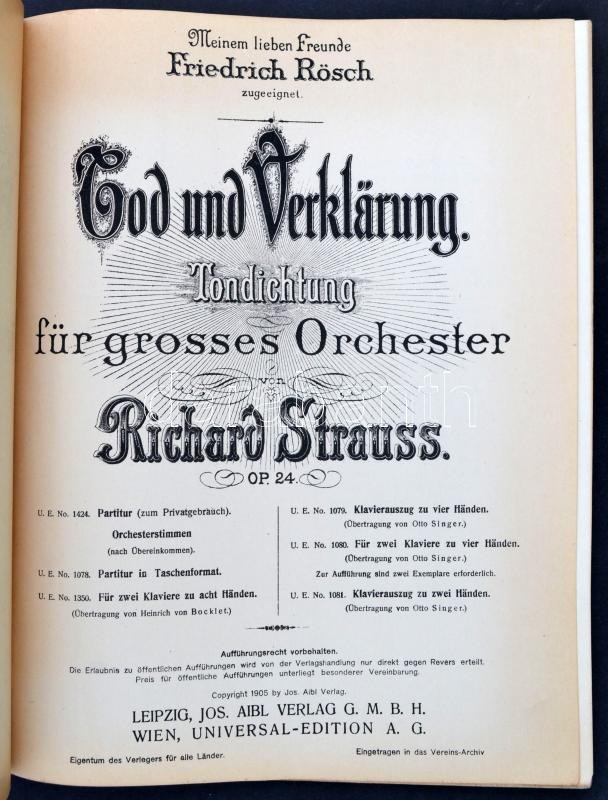 Meinem lieben Freunde
Friedrich Rösch
zugeeignet.
Tod und Verklärung.
Tondichtung
für grosses Orchester
von
Richard Strauss.
OP. 24.
U. E. No. 1424. Partitur (zum Privatgebrauch).
Orchesterstimmen
(nach Übereinkommen).
U. E. No. 1078. Partitur in Taschenformat.
U. E. No. 1350. Für zwei Klaviere zu acht Händen.
(Übertragung von Heinrich von Bocklet.)
U. E. No. 1079. Klavierauszug zu vier Händen.
(Übertragung von Otto Singer.)
U. E. No. 1080. Für zwei Klaviere zu vier Händen.
(Übertragung von Otto Singer.)
Zur Aufführung sind zwei Exemplare erforderlich.
U. E. No. 1081. Klavierauszug zu zwei Händen.
(Übertragung von Otto Singer.)
Aufführungsrecht vorbehalten.
Die Erlaubnis zu öffentlichen Aufführungen wird von der Verlagshandlung nur direkt gegen Revers erteilt.
Preis für öffentliche Aufführungen unterliegt besonderer Vereinbarung.
Copyright 1905 by Jos. Aibl Verlag.
LEIPZIG, JOS. AIBL VERLAG G. M. B. H.
WIEN, UNIVERSAL-EDITION A. G.
Eigentum des Verlegers für alle Länder.
Eingetragen in das Vereins-Archiv